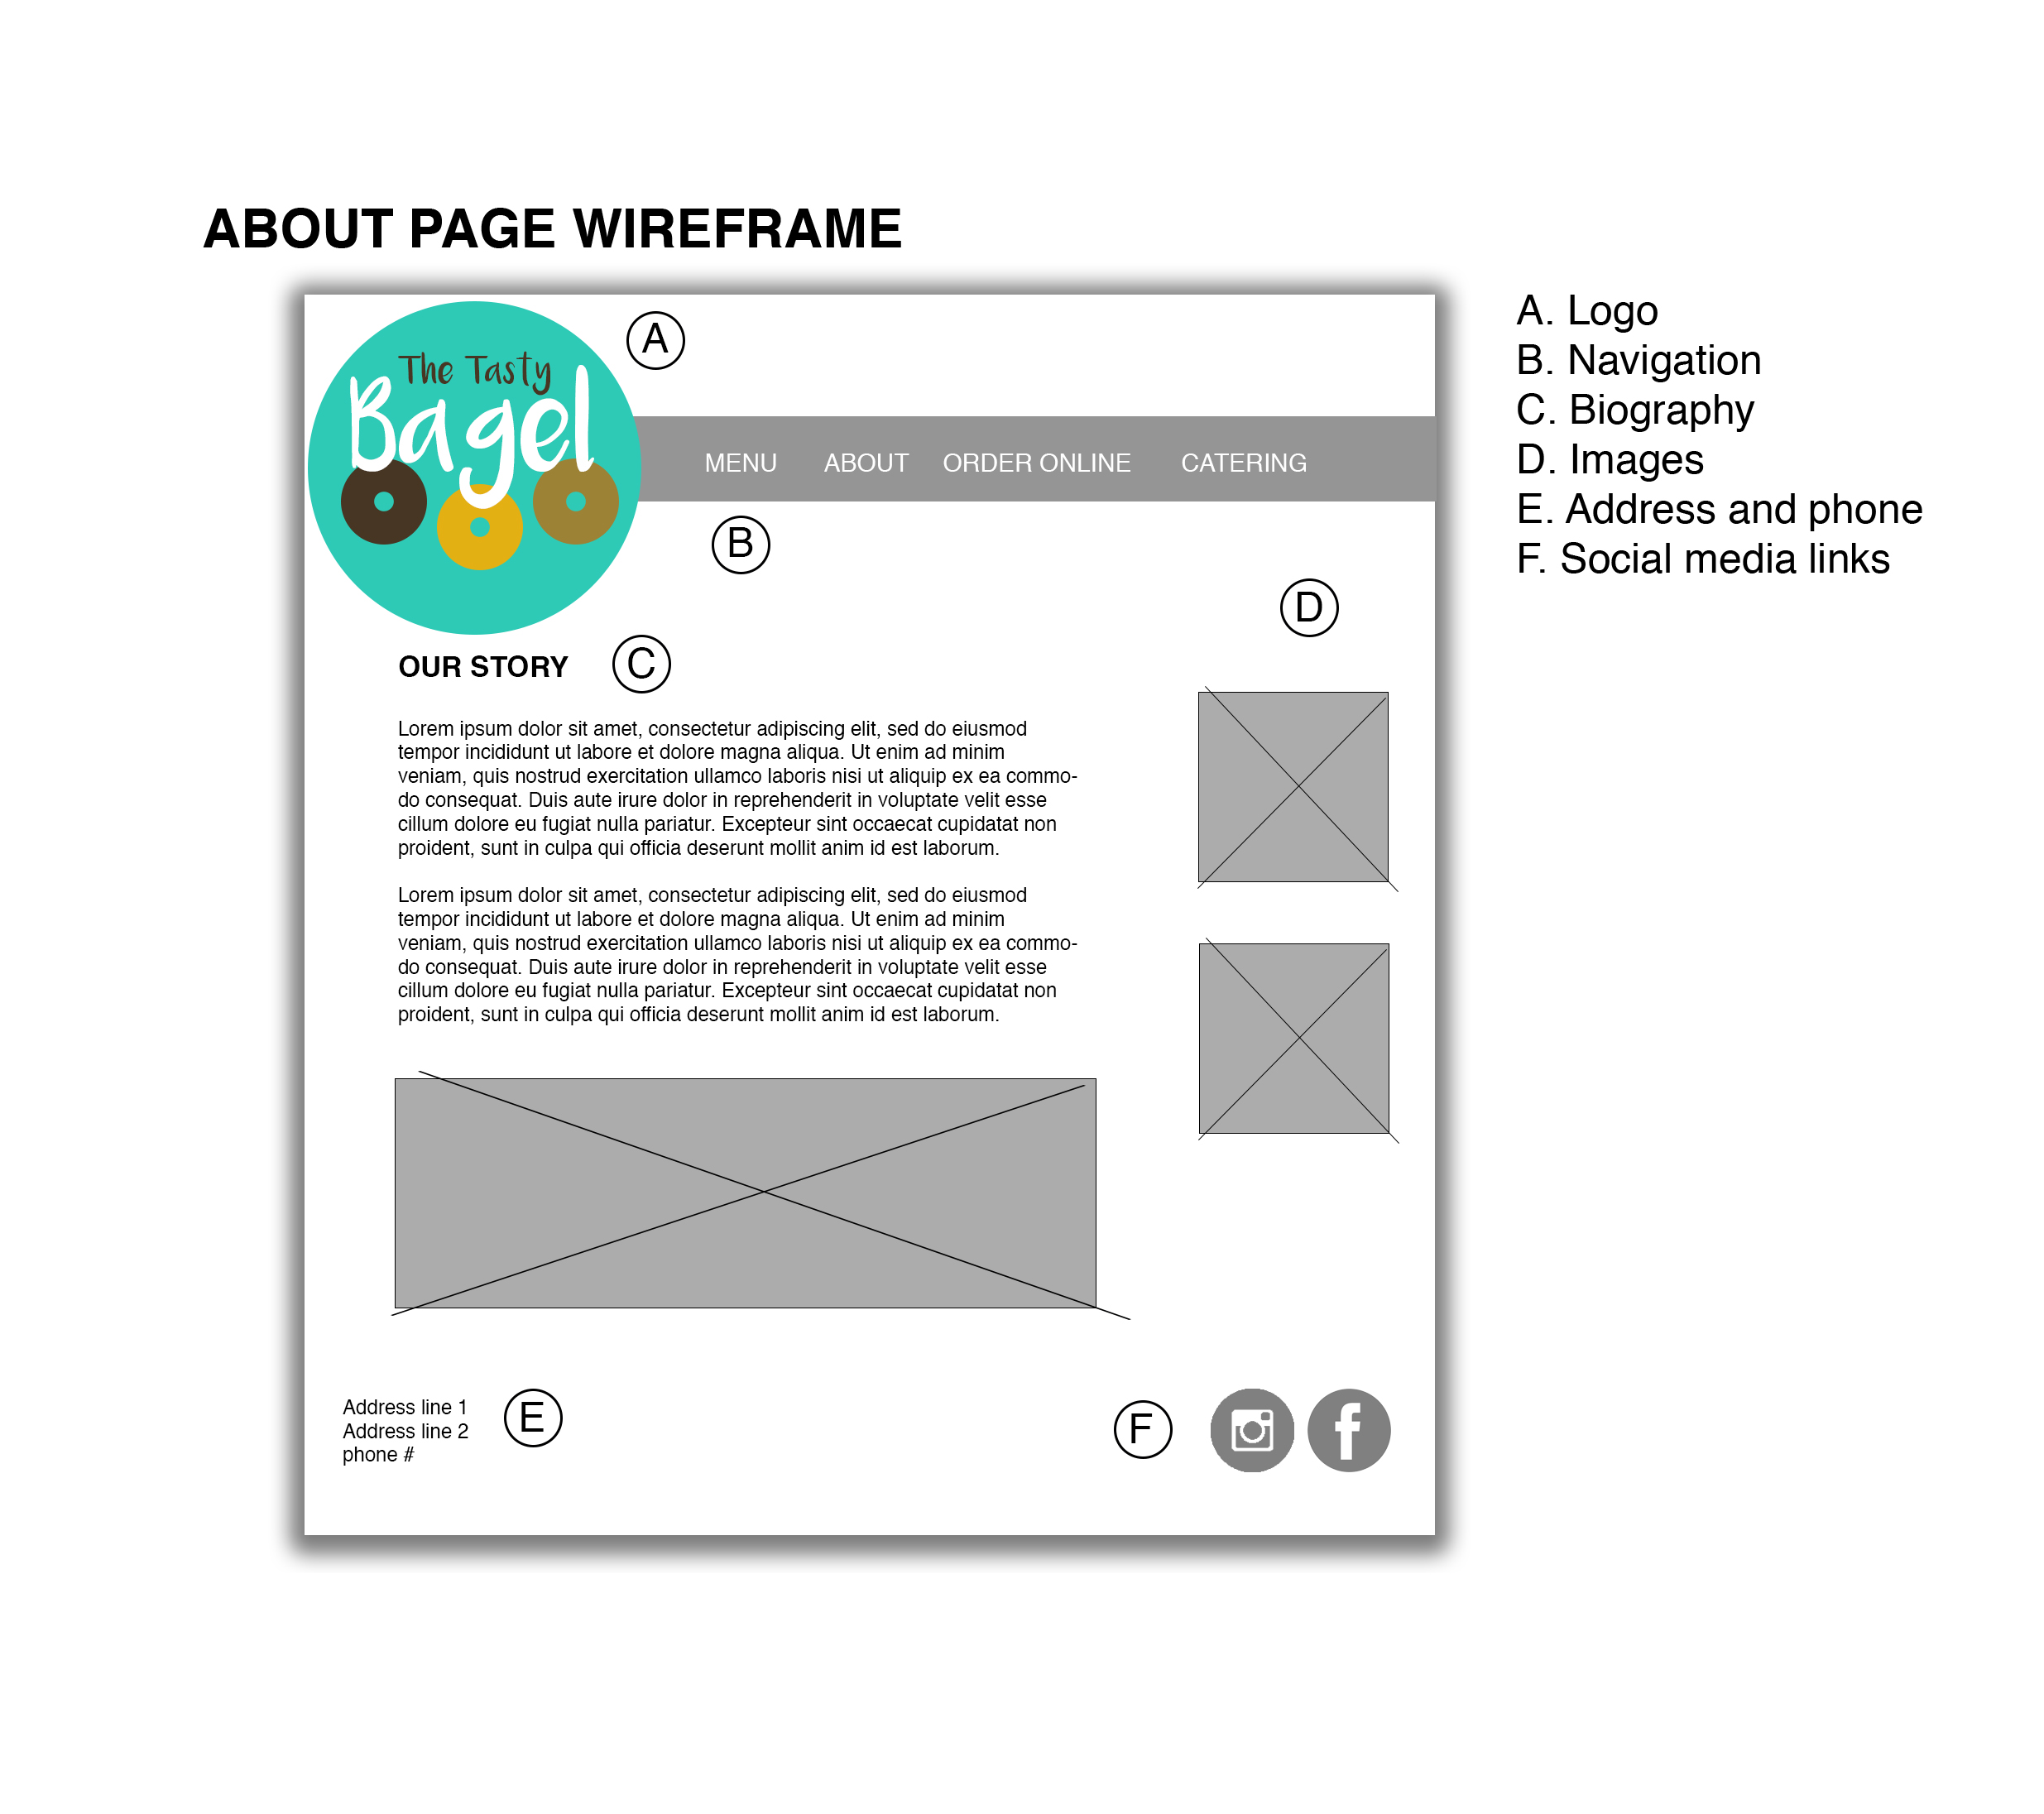 ABOUT PAGE WIREFRAME
A
The Tasty
Bagel
MENU ABOUT ORDER ONLINE CATERING
B
D
OUR STORY
C
Lorem ipsum dolor sit amet, consectetur adipiscing elit, sed do eiusmod
tempor incididunt ut labore et dolore magna aliqua. Ut enim ad minim
veniam, quis nostrud exercitation ullamco laboris nisi ut aliquip ex ea commo-
do consequat. Duis aute irure dolor in reprehenderit in voluptate velit esse
cillum dolore eu fugiat nulla pariatur. Excepteur sint occaecat cupidatat non
proident, sunt in culpa qui officia deserunt mollit anim id est laborum.
Lorem ipsum dolor sit amet, consectetur adipiscing elit, sed do eiusmod
tempor incididunt ut labore et dolore magna aliqua. Ut enim ad minim
veniam, quis nostrud exercitation ullamco laboris nisi ut aliquip ex ea commo-
do consequat. Duis aute irure dolor in reprehenderit in voluptate velit esse
cillum dolore eu fugiat nulla pariatur. Excepteur sint occaecat cupidatat non
proident, sunt in culpa qui officia deserunt mollit anim id est laborum.
Address line 1
Address line 2
phone #
E
F
f
A. Logo
B. Navigation
C. Biography
D. Images
E. Address and phone
F. Social media links